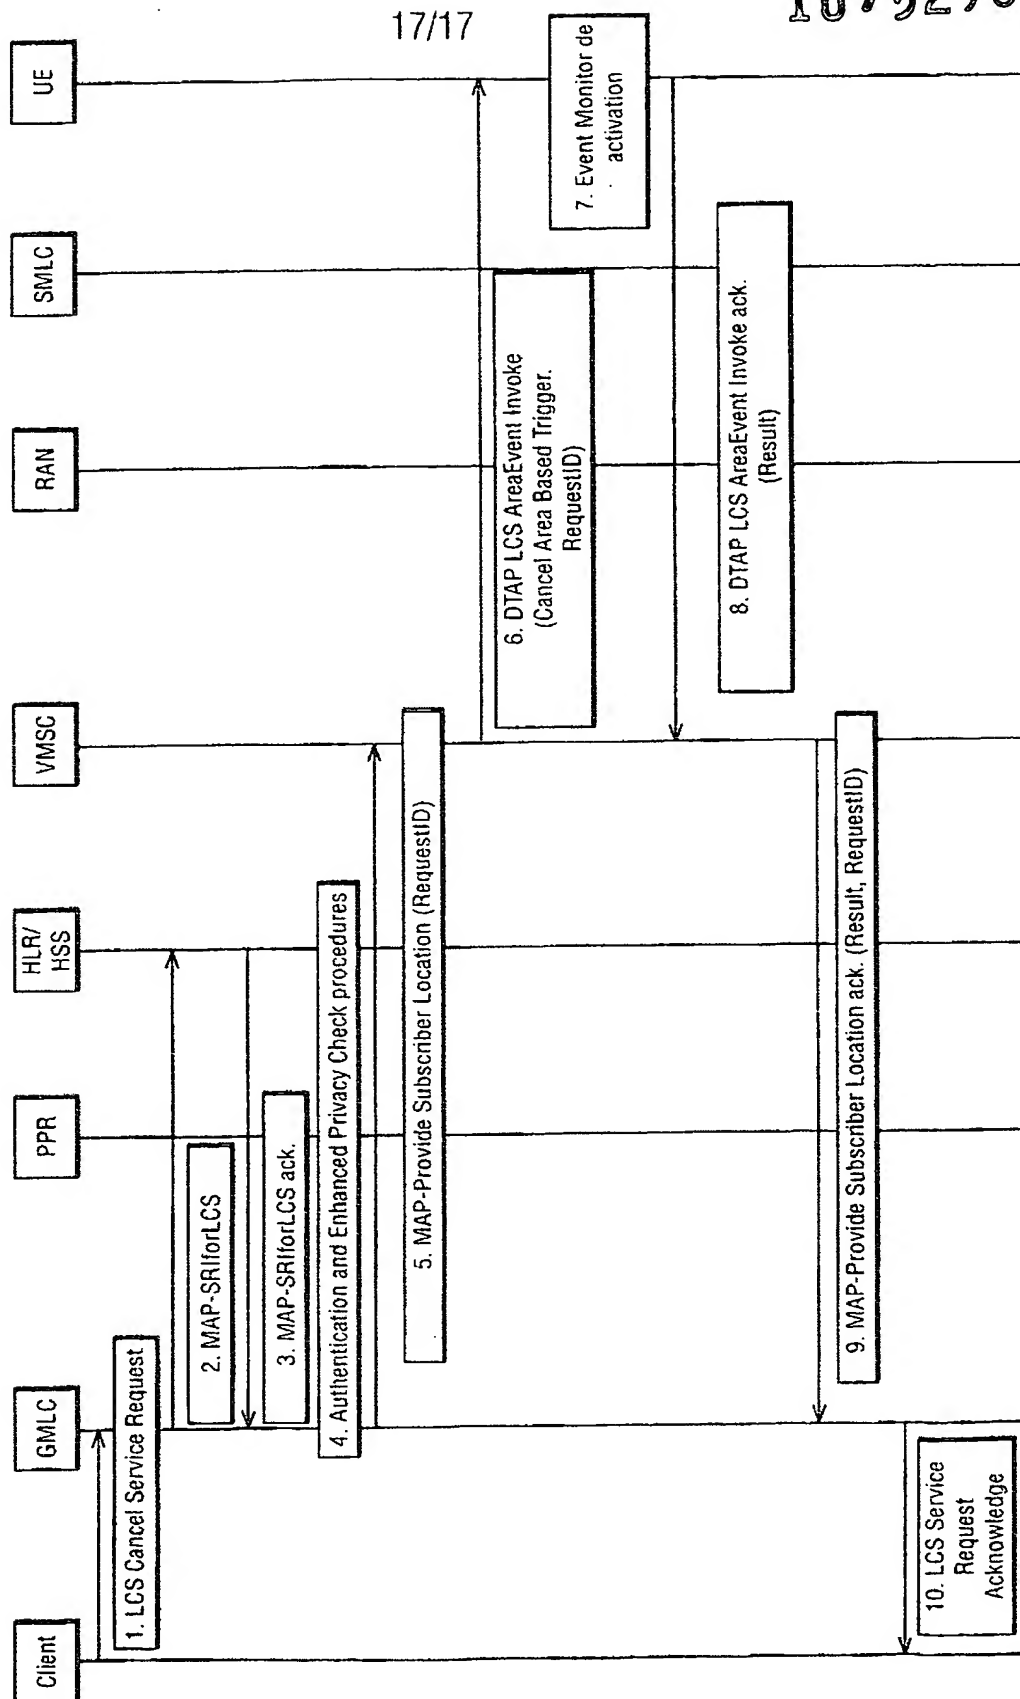 17/17
Client
GMLC
PPR
HLR/
HSS
VMSC
RAN
SMLC
UE
1. LCS Cancel Service Request
2. MAP-SRIforLCS
3. MAP-SRIforLCS ack.
4. Authentication and Enhanced Privacy Check procedures
5. MAP-Provide Subscriber Location (RequestID)
6. DTAP LCS AreaEvent Invoke
(Cancel Area Based Trigger.
RequestID)
7. Event Monitor de
activation
8. DTAP LCS AreaEvent Invoke ack.
(Result)
9. MAP-Provide Subscriber Location ack. (Result, RequestID)
10. LCS Service
Request
Acknowledge